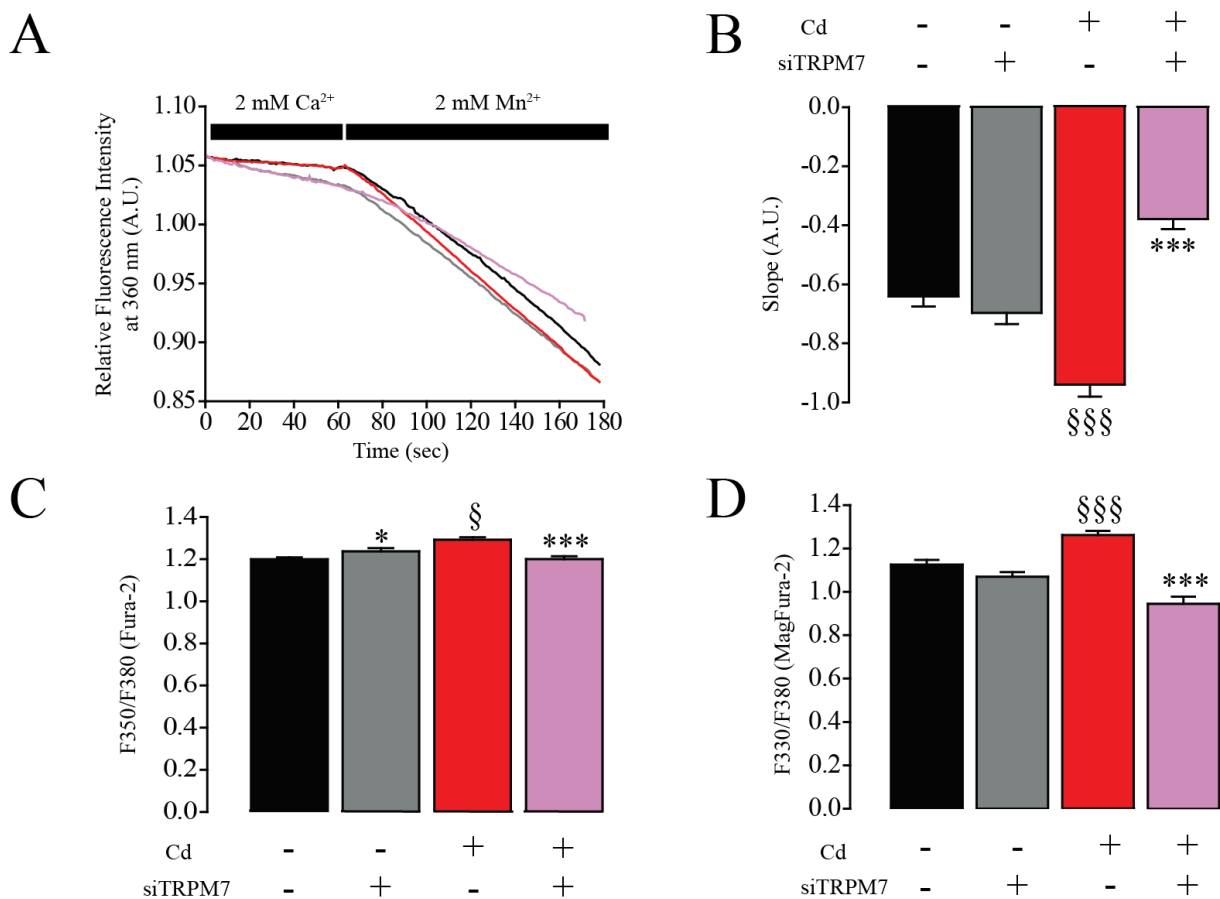 A
2 mM Ca²⁺ 2 mM Mn²⁺
Relative Fluorescence Intensity
at 360 nm (A.U.)
1.10
1.05
1.00
0.95
0.90
0.85
0 20 40 60 80 100 120 140 160 180
Time (sec)
B
Cd - - + +
siTRPM7 - + - +
Slope (A.U.)
0.0
-0.2
-0.4
-0.6
-0.8
-1.0
***
§§§
C
F350/F380 (Fura-2)
1.4
1.2
1.0
0.8
0.6
0.4
0.2
0.0
* § ***
Cd - - + +
siTRPM7 - + - +
D
F330/F380 (MagFura-2)
1.4
1.2
1.0
0.8
0.6
0.4
0.2
0.0
§§§
***
Cd - - + +
siTRPM7 - + - +